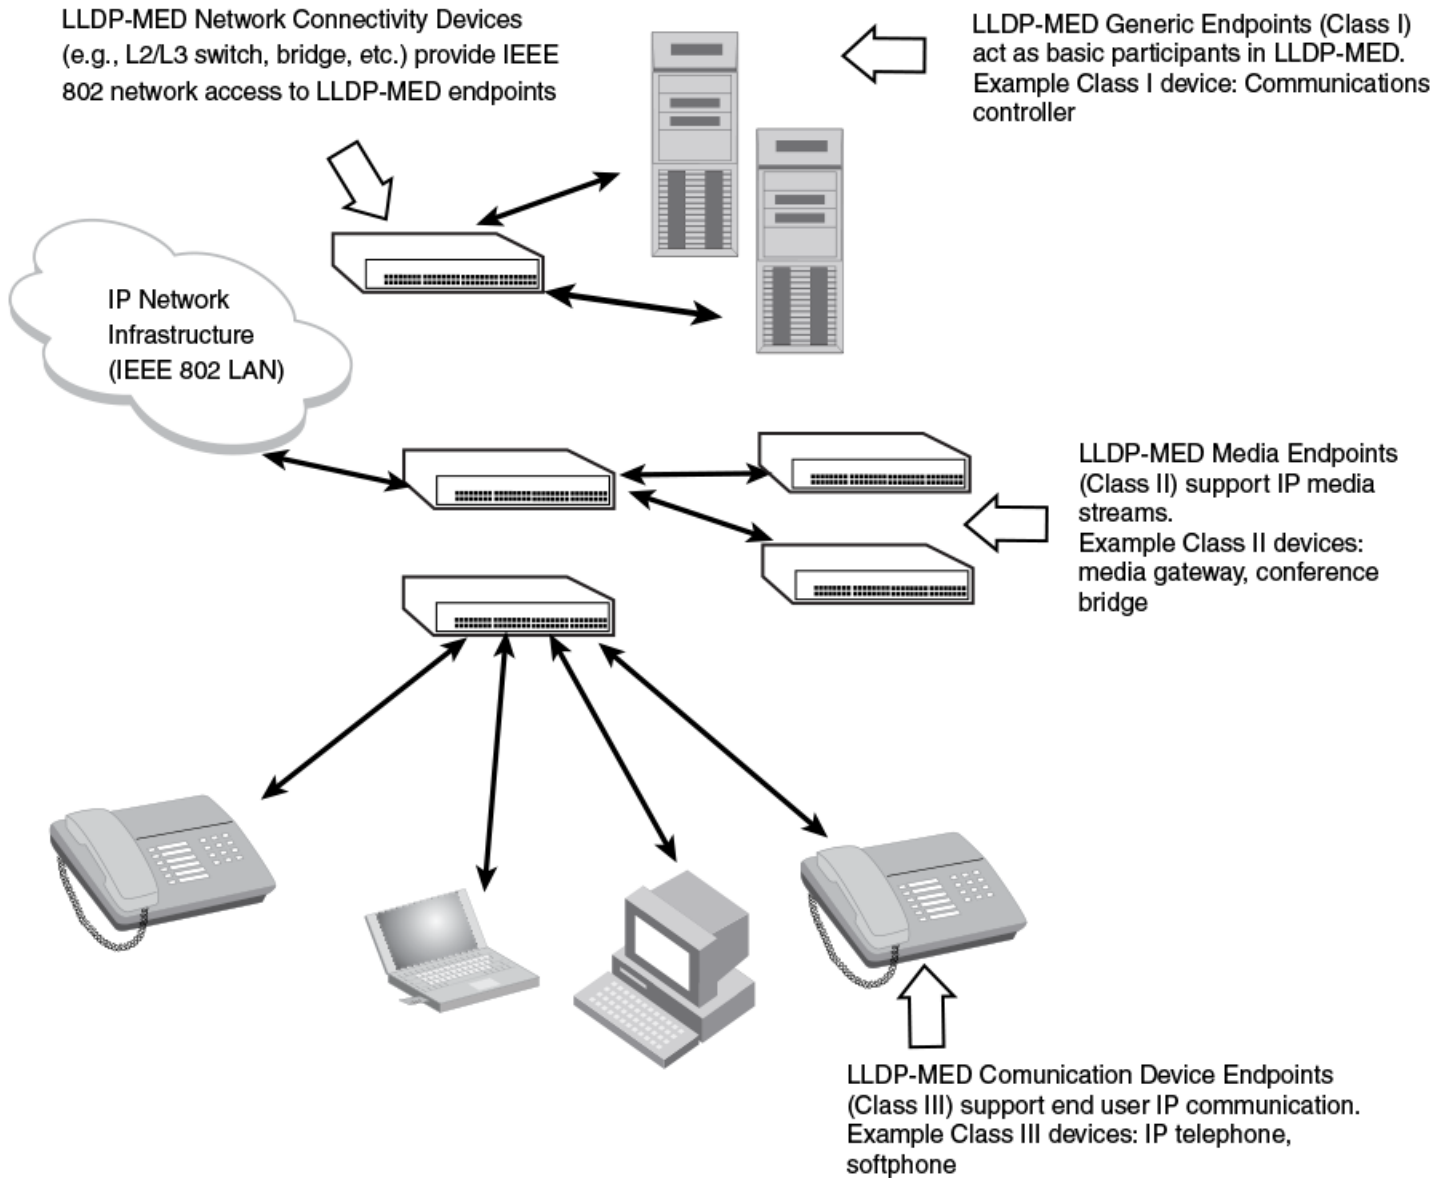 LLDP-MED Network Connectivity Devices
(e.g., L2/L3 switch, bridge, etc.) provide IEEE
802 network access to LLDP-MED endpoints
LLDP-MED Generic Endpoints (Class I)
act as basic participants in LLDP-MED.
Example Class I device: Communications
controller
IP Network
Infrastructure
(IEEE 802 LAN)
LLDP-MED Media Endpoints
(Class II) support IP media
streams.
Example Class II devices:
media gateway, conference
bridge
LLDP-MED Comunication Device Endpoints
(Class III) support end user IP communication.
Example Class III devices: IP telephone,
softphone